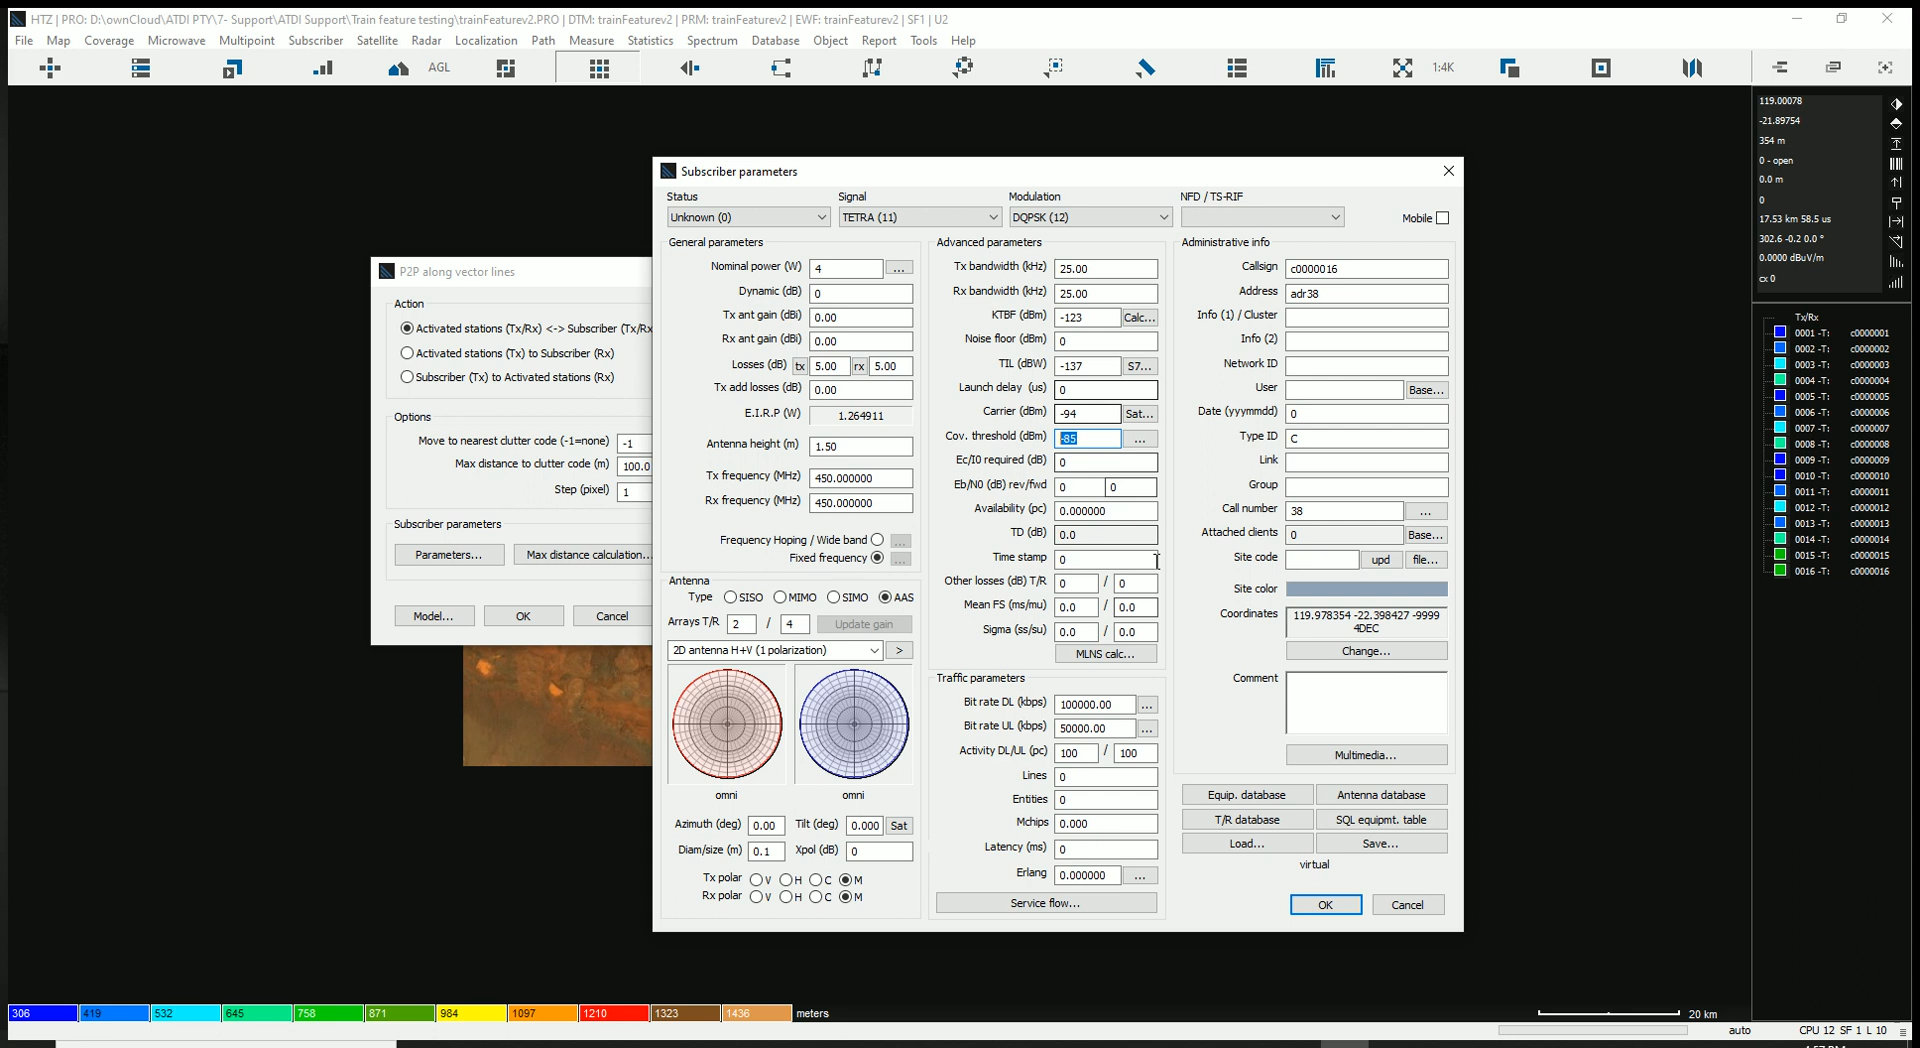 HTZ | PRO: D:\ownCloud\ATDI PTY\7- Support\ATDI Support\Train feature testing\trainFeaturev2.PRO | DTM: trainFeaturev2 | PRM: trainFeaturev2 | EWF: trainFeaturev2 | SF1 | U2
File Map Coverage Microwave Multipoint Subscriber Satellite Radar Localization Path Measure Statistics Spectrum Database Object Report Tools Help
AGL 1:4K
P2P along vector lines
Action
Activated stations (Tx/Rx) <-> Subscriber (Tx/Rx
Activated stations (Tx) to Subscriber (Rx)
Subscriber (Tx) to Activated stations (Rx)
Options
Move to nearest clutter code (-1=none) -1
Max distance to clutter code (m) 100.0
Step (pixel) 1
Subscriber parameters
Parameters... Max distance calculation...
Model... OK Cancel
Subscriber parameters
Status Signal Modulation NFD / TS-RIF
Unknown (0) TETRA (11) DQPSK (12) Mobile
General parameters
Nominal power (W) 4 ...
Dynamic (dB) 0
Tx ant gain (dBi) 0.00
Rx ant gain (dBi) 0.00
Losses (dB) tx 5.00 rx 5.00
Tx add losses (dB) 0.00
E.I.R.P (W) 1.264911
Antenna height (m) 1.50
Tx frequency (MHz) 450.000000
Rx frequency (MHz) 450.000000
Frequency Hoping / Wide band ...
Fixed frequency ...
Antenna
Type SISO MIMO SIMO AAS
Arrays T/R 2 / 4 Update gain
2D antenna H+V (1 polarization) >
omni omni
Azimuth (deg) 0.00 Tilt (deg) 0.000 Sat
Diam/size (m) 0.1 Xpol (dB) 0
Tx polar V H C M
Rx polar V H C M
Advanced parameters
Tx bandwidth (kHz) 25.00
Rx bandwidth (kHz) 25.00
KTBF (dBm) -123 Calc...
Noise floor (dBm) 0
TIL (dBW) -137 S7...
Launch delay (us) 0
Carrier (dBm) -94 Sat...
Cov. threshold (dBm) -85 ...
Ec/I0 required (dB) 0
Eb/N0 (dB) rev/fwd 0 0
Availability (pc) 0.000000
TD (dB) 0.0
Time stamp 0
Other losses (dB) T/R 0 / 0
Mean FS (ms/mu) 0.0 / 0.0
Sigma (ss/su) 0.0 / 0.0
MLNS calc...
Traffic parameters
Bit rate DL (kbps) 100000.00 ...
Bit rate UL (kbps) 50000.00 ...
Activity DL/UL (pc) 100 / 100
Lines 0
Entities 0
Mchips 0.000
Latency (ms) 0
Erlang 0.000000 ...
Service flow...
Administrative info
Callsign c0000016
Address adr38
Info (1) / Cluster
Info (2)
Network ID
User Base...
Date (yyymmdd) 0
Type ID C
Link
Group
Call number 38 ...
Attached clients 0 Base...
Site code upd file...
Site color
Coordinates 119.978354 -22.398427 -9999
4DEC
Change...
Comment
Multimedia...
Equip. database Antenna database
T/R database SQL equipmt. table
Load... Save...
virtual
OK Cancel
119.00078
-21.89754
354 m
0 - open
0.0 m
0
17.53 km 58.5 us
302.6 -0.2 0.0 °
0.0000 dBuV/m
cx 0
Tx/Rx
0001 -T: c0000001
0002 -T: c0000002
0003 -T: c0000003
0004 -T: c0000004
0005 -T: c0000005
0006 -T: c0000006
0007 -T: c0000007
0008 -T: c0000008
0009 -T: c0000009
0010 -T: c0000010
0011 -T: c0000011
0012 -T: c0000012
0013 -T: c0000013
0014 -T: c0000014
0015 -T: c0000015
0016 -T: c0000016
306 419 532 645 758 871 984 1097 1210 1323 1436 meters
20 km
auto CPU 12 SF 1 L 10